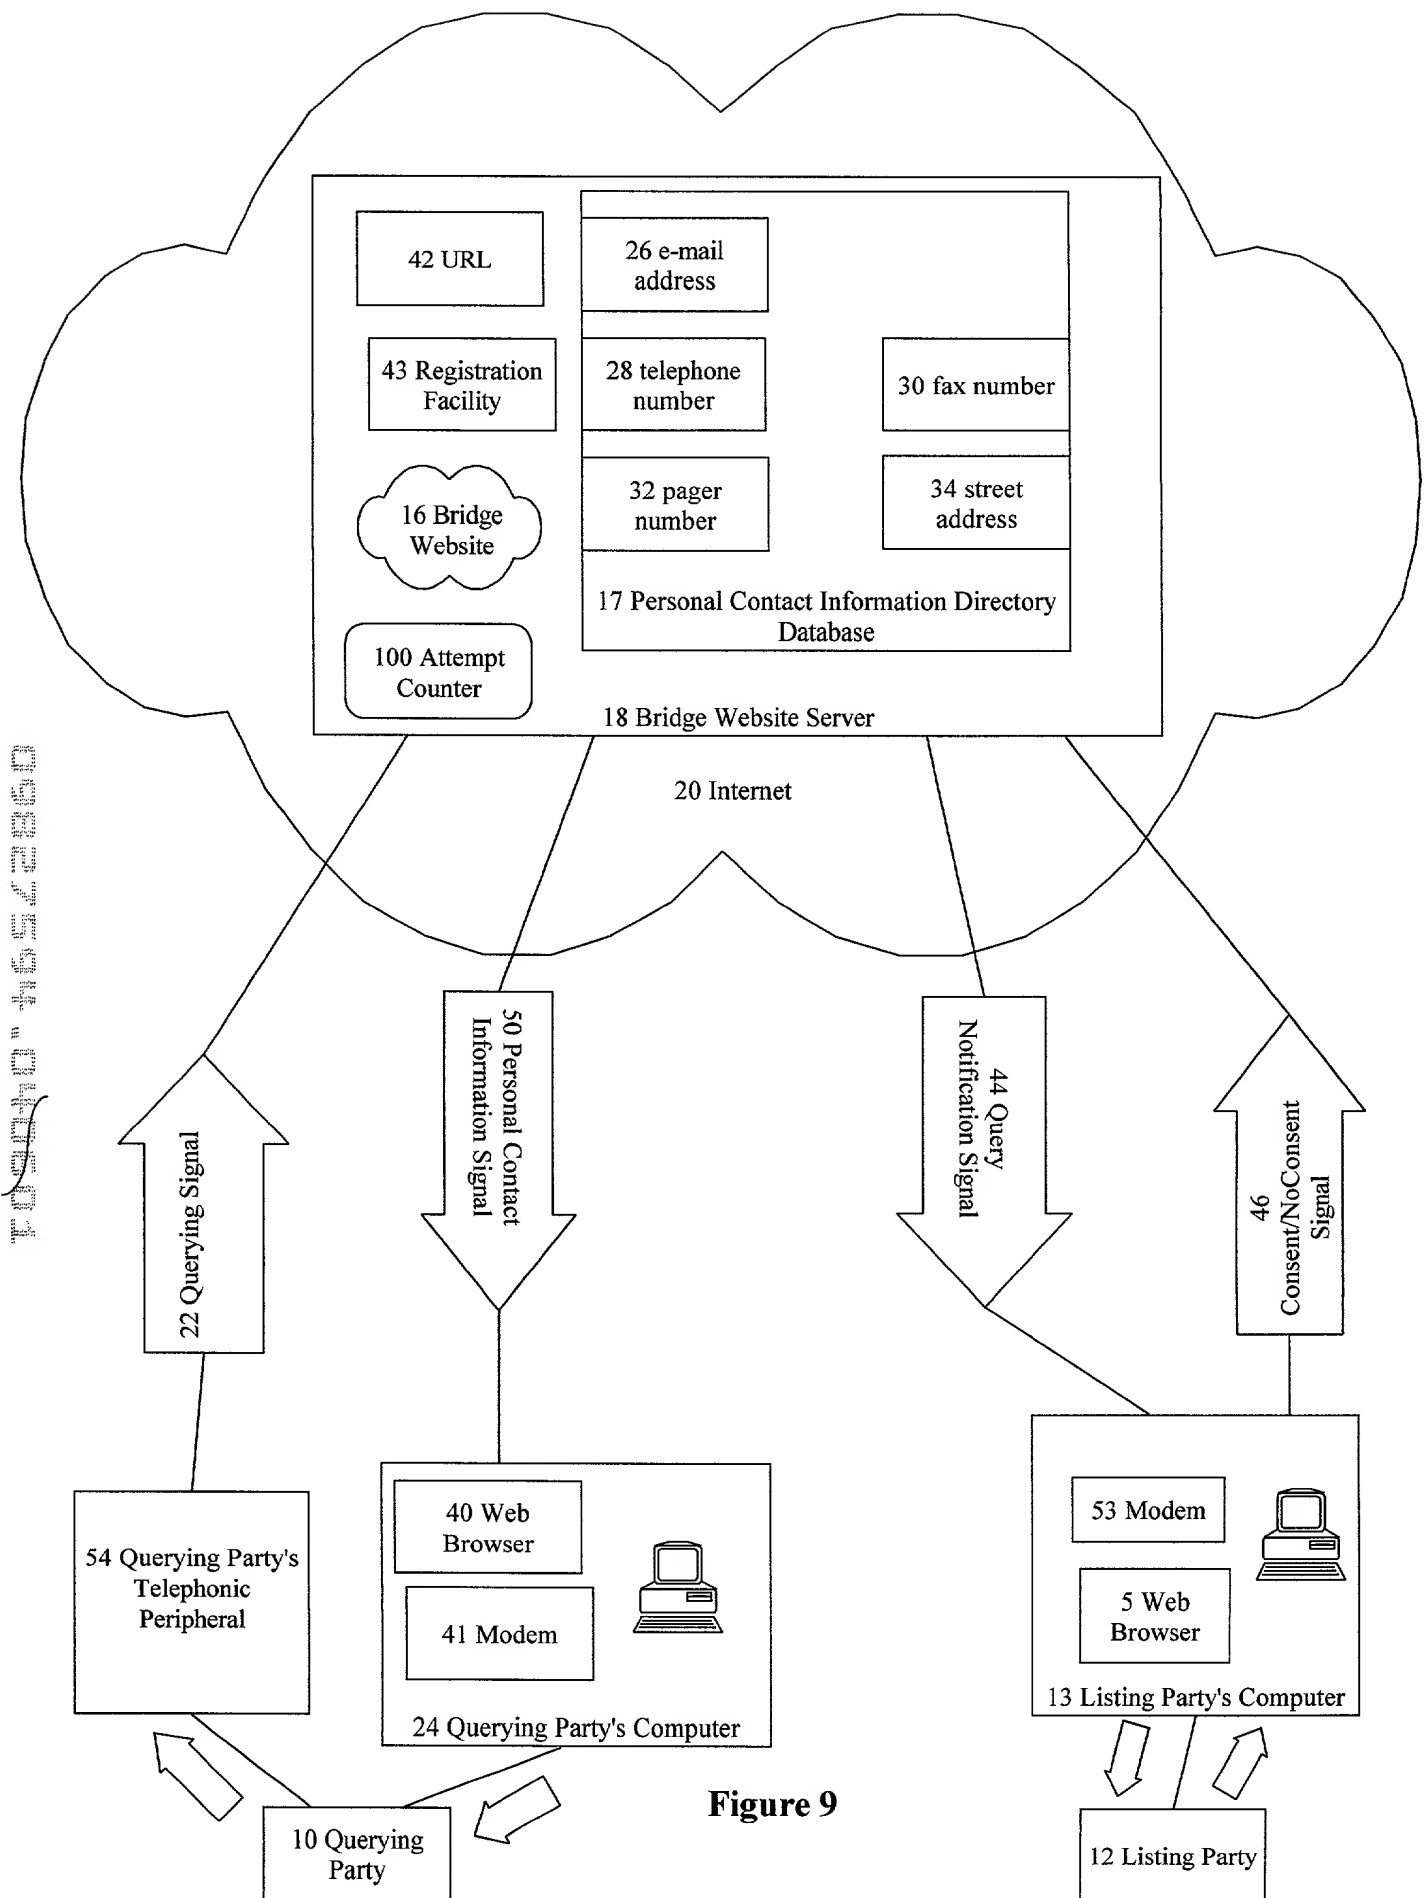 42 URL
26 e-mail
address
43 Registration
Facility
28 telephone
number
30 fax number
16 Bridge
Website
32 pager
number
34 street
address
17 Personal Contact Information Directory
Database
100 Attempt
Counter
18 Bridge Website Server
20 Internet
09827594.040601
22 Querying Signal
50 Personal Contact
Information Signal
44 Query
Notification Signal
46
Consent/NoConsent
Signal
54 Querying Party's
Telephonic
Peripheral
40 Web
Browser
41 Modem
24 Querying Party's Computer
53 Modem
5 Web
Browser
13 Listing Party's Computer
10 Querying
Party
Figure 9
12 Listing Party